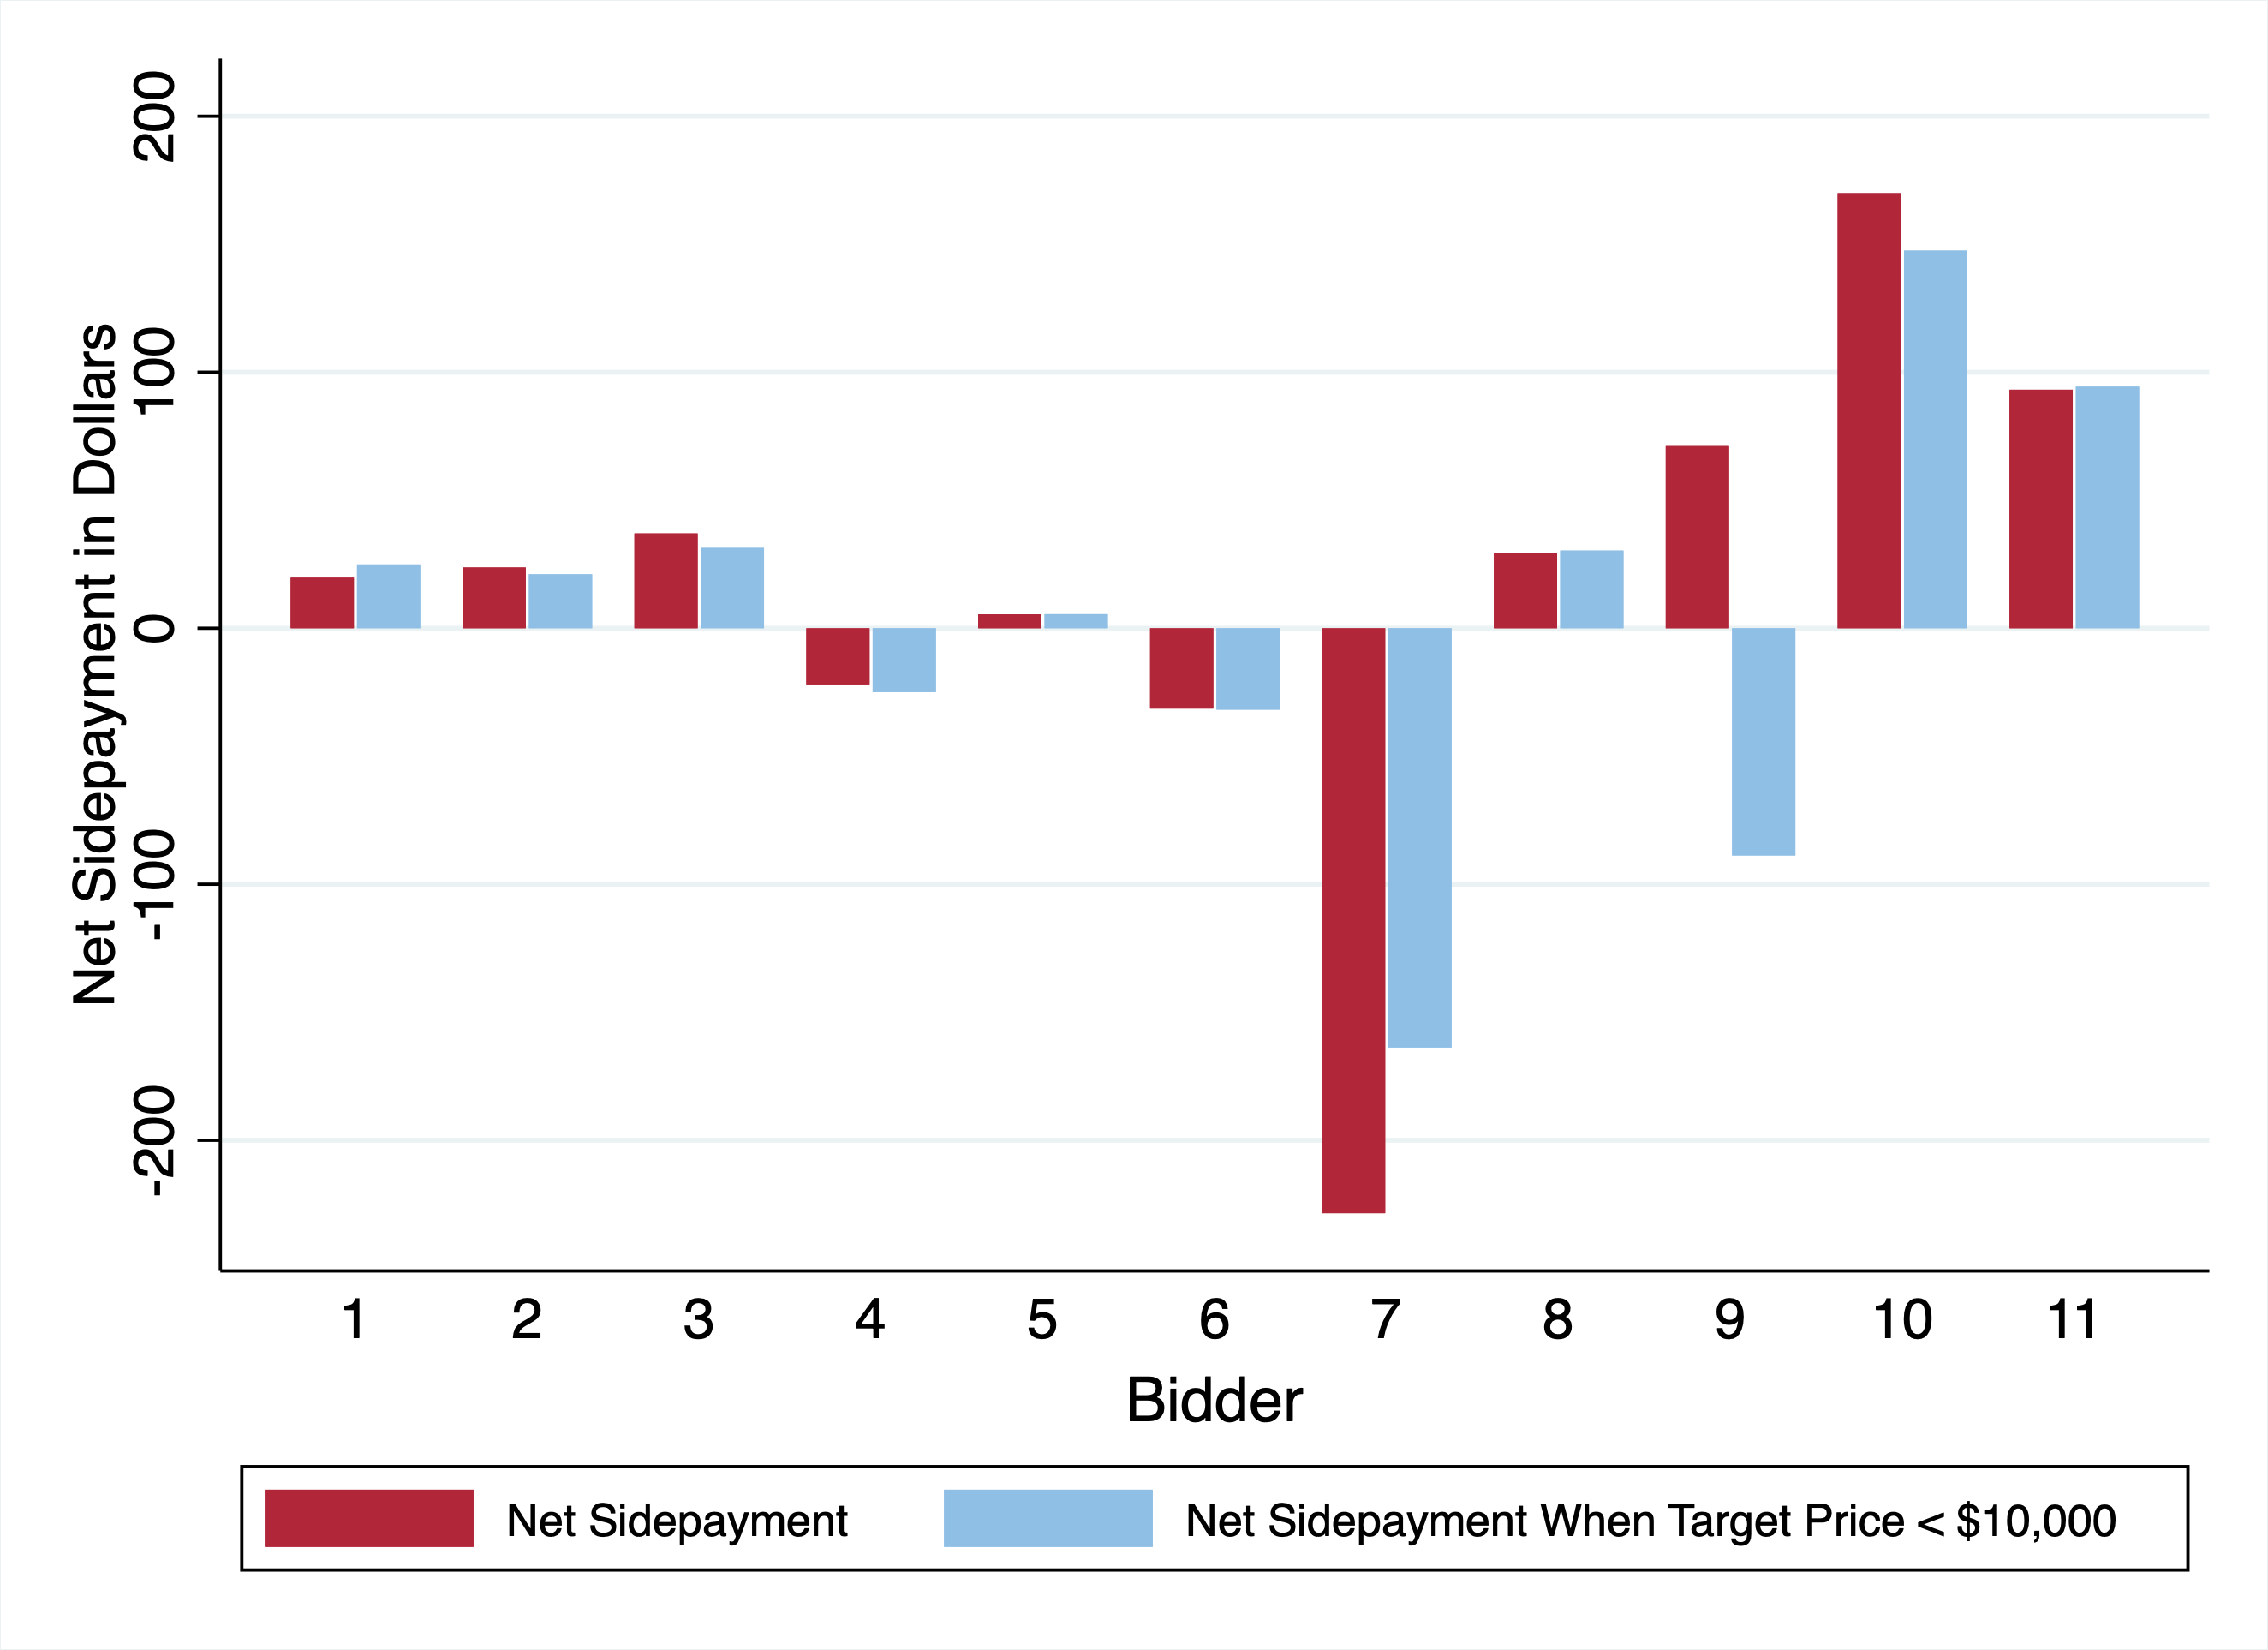 Net Sidepayment in Dollars
200
100
0
-100
-200
1 2 3 4 5 6 7 8 9 10 11
Bidder
Net Sidepayment
Net Sidepayment When Target Price < $10,000